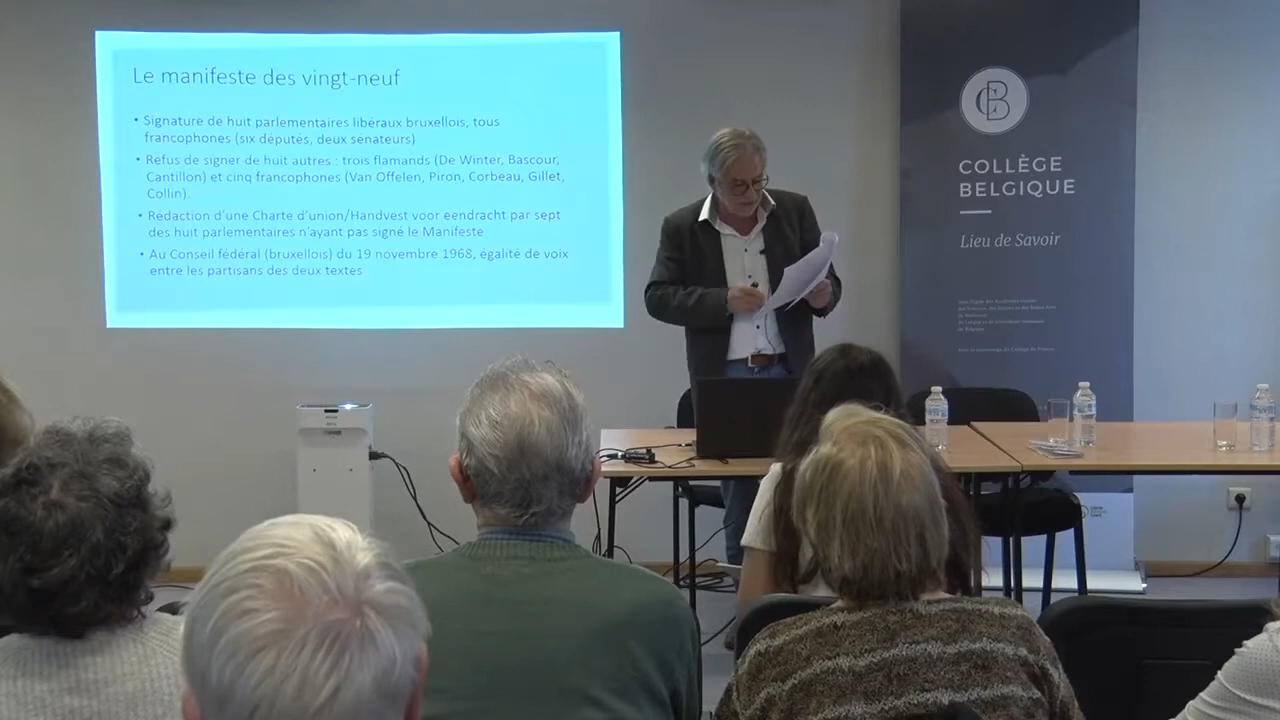 Le manifeste des vingt-neuf
• Signature de huit parlementaires libéraux bruxellois, tous
francophones (six députés, deux sénateurs)
• Refus de signer de huit autres : trois flamands (De Winter, Bascour,
Cantillon) et cinq francophones (Van Offelen, Piron, Corbeau, Gillet,
Collin).
• Rédaction d'une Charte d'union/Handvest voor eendracht par sept
des huit parlementaires n'ayant pas signé le Manifeste
• Au Conseil fédéral (bruxellois) du 19 novembre 1968, égalité de voix
entre les partisans des deux textes
CB
COLLÈGE
BELGIQUE
Lieu de Savoir